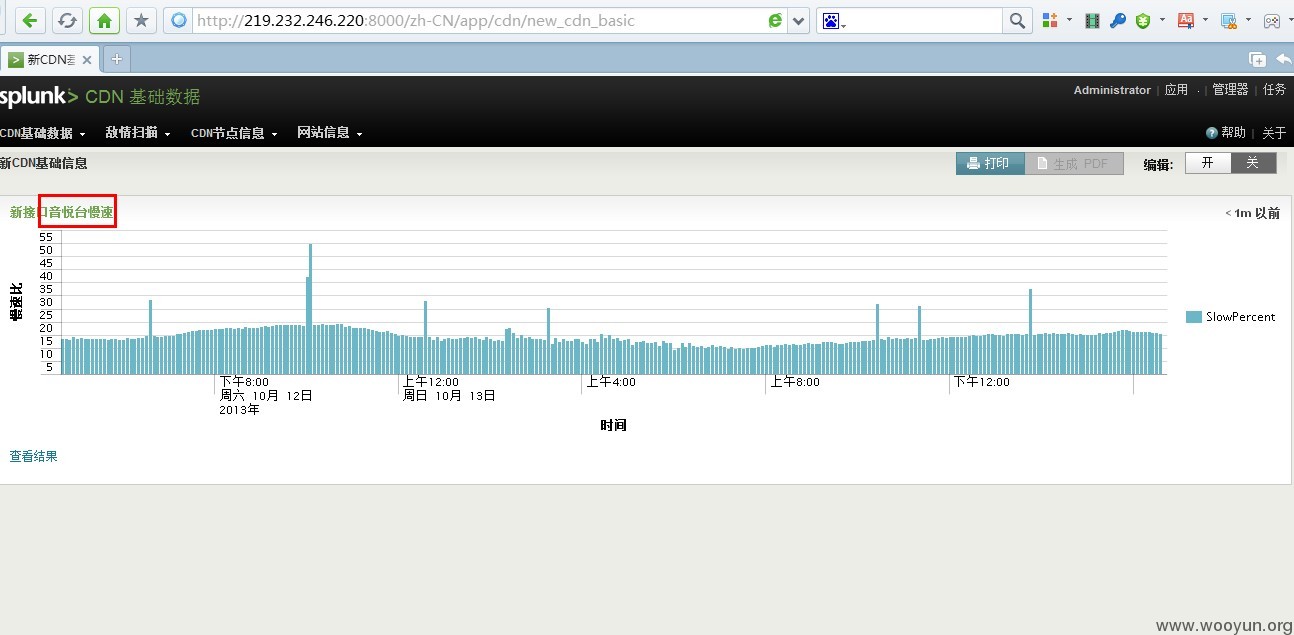 http://219.232.246.220:8000/zh-CN/app/cdn/new_cdn_basic
新CDN基
splunk> CDN 基础数据
Administrator | 应用 | 管理器 | 任务
CDN基础数据 敌情扫描 CDN节点信息 网站信息
帮助 | 关于
新CDN基础信息
打印 生成 PDF 编辑: 开 关
新接口音悦台慢速
< 1m 以前
55
50
45
40
35
30
25
20
15
10
5
慢速比
SlowPercent
下午8:00 上午12:00 上午4:00 上午8:00 下午12:00
周六 10月 12日 周日 10月 13日
2013年
时间
查看结果
www.wooyun.org